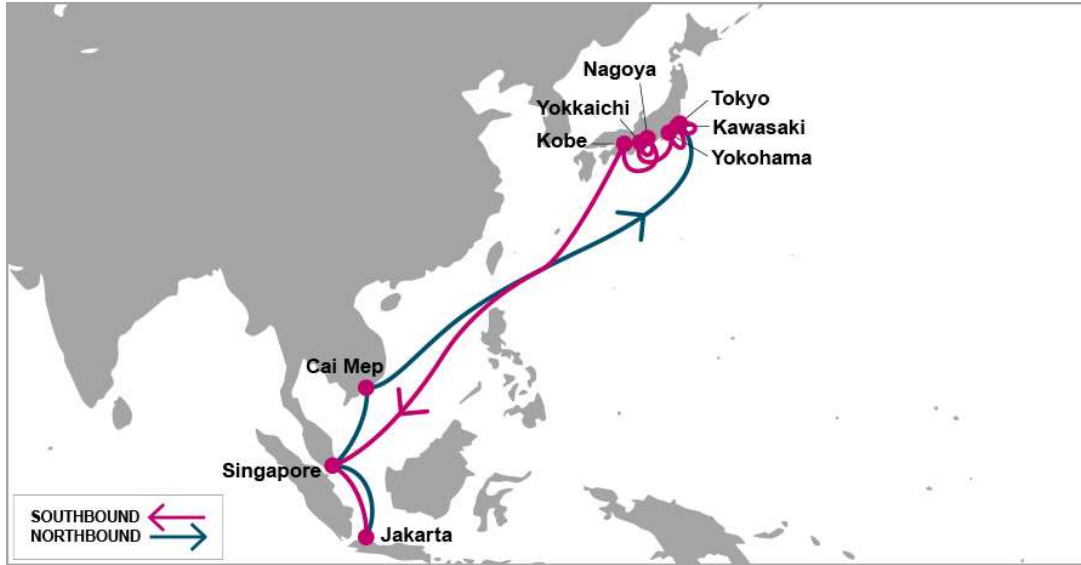 Nagoya
Yokkaichi
Tokyo
Kobe
Kawasaki
Yokohama
Cai Mep
Singapore
Jakarta
SOUTHBOUND
NORTHBOUND